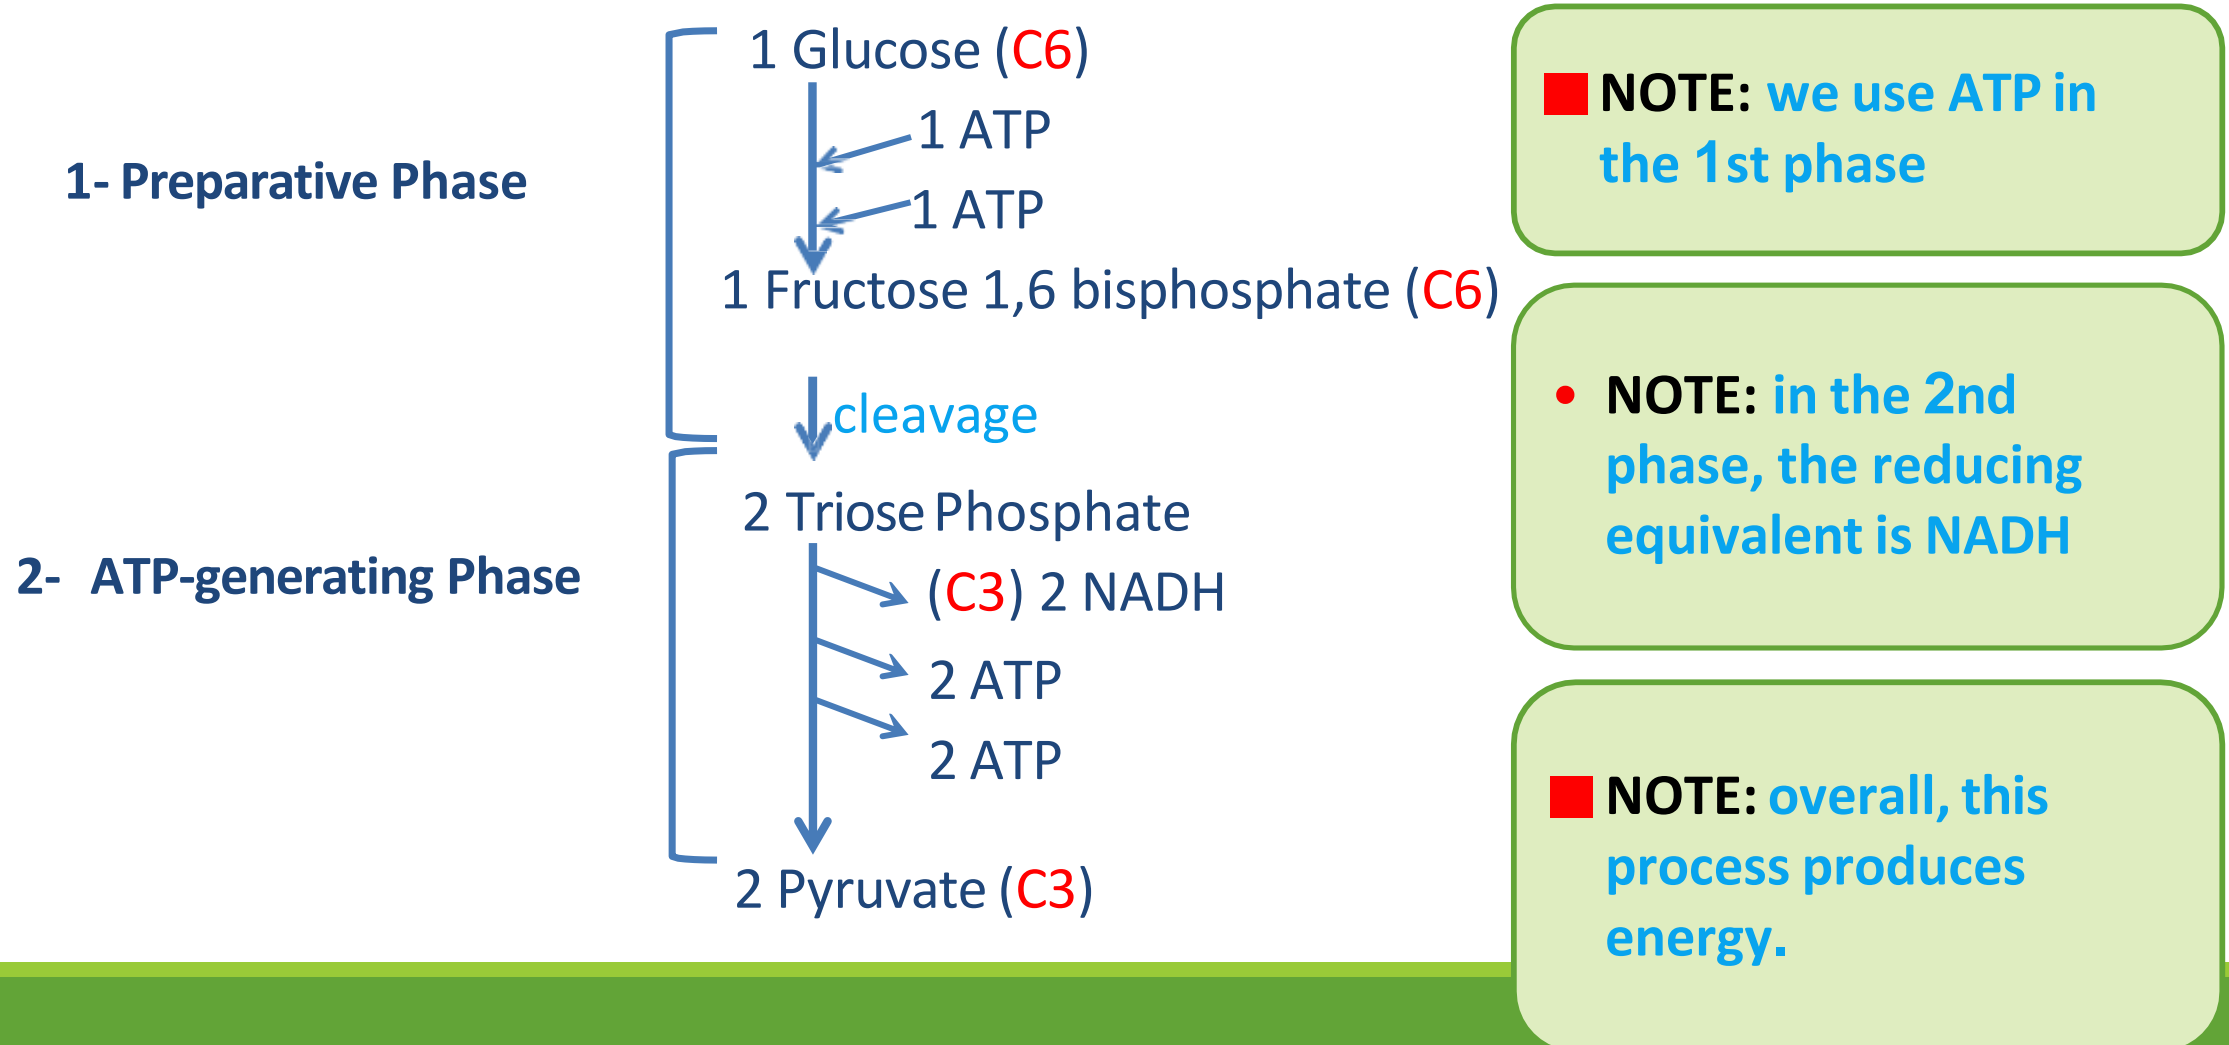 1 Glucose (C6)
1 ATP
1- Preparative Phase
1 ATP
1 Fructose 1,6 bisphosphate (C6)
cleavage
2 Triose Phosphate
2- ATP-generating Phase
(C3) 2 NADH
2 ATP
2 ATP
2 Pyruvate (C3)
NOTE: we use ATP in
the 1st phase
• NOTE: in the 2nd
phase, the reducing
equivalent is NADH
NOTE: overall, this
process produces
energy.